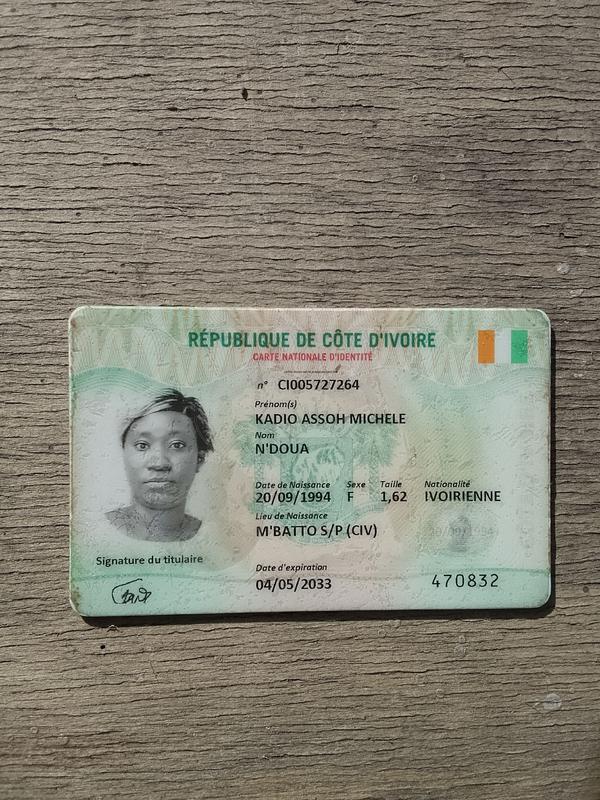 RÉPUBLIQUE DE CÔTE D'IVOIRE
CARTE NATIONALE D'IDENTITÉ
n° CI005727264
Prénom(s)
KADIO ASSOH MICHELE
Nom
N'DOUA
Date de Naissance Sexe Taille Nationalité
20/09/1994 F 1,62 IVOIRIENNE
Lieu de Naissance
M'BATTO S/P (CIV)
Signature du titulaire
Date d'expiration
04/05/2033
470832